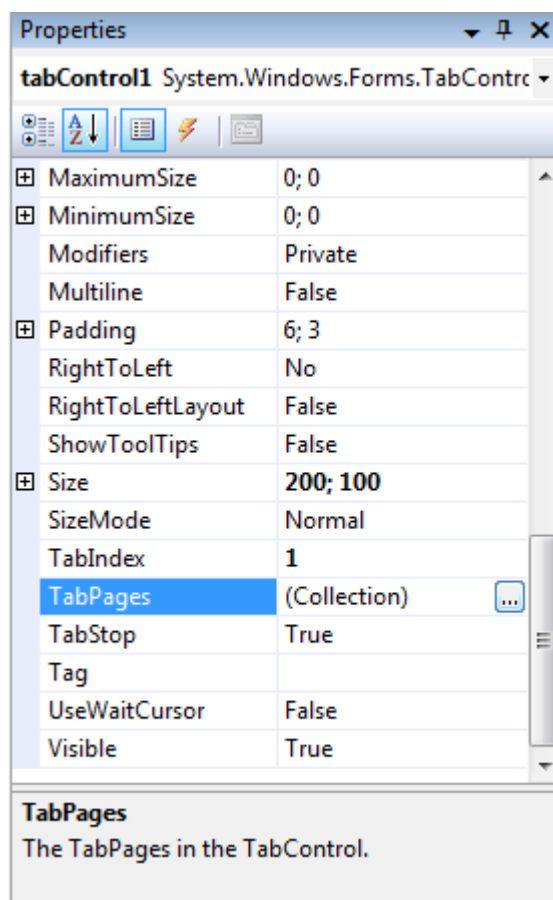 Properties
tabControl1 System.Windows.Forms.TabContrc
MaximumSize 0; 0
MinimumSize 0; 0
Modifiers Private
Multiline False
Padding 6; 3
RightToLeft No
RightToLeftLayout False
ShowToolTips False
Size 200; 100
SizeMode Normal
TabIndex 1
TabPages (Collection) ...
TabStop True
Tag
UseWaitCursor False
Visible True
TabPages
The TabPages in the TabControl.